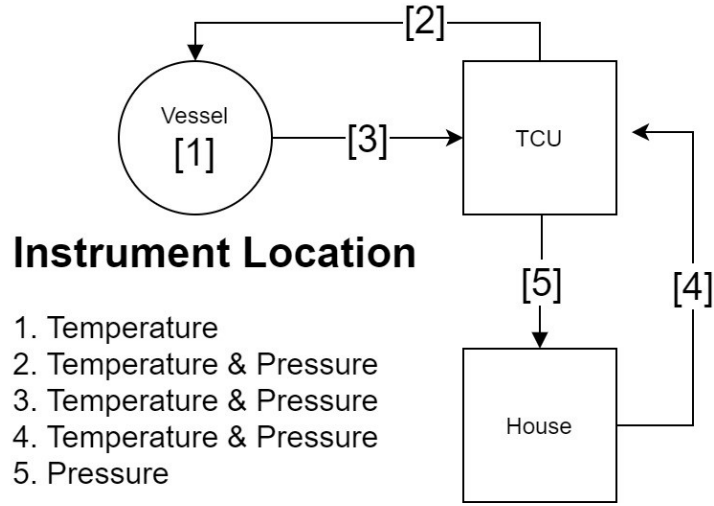 [2]
Vessel
[1]
[3]
TCU
Instrument Location
[5]
[4]
1. Temperature
2. Temperature & Pressure
3. Temperature & Pressure
4. Temperature & Pressure
5. Pressure
House